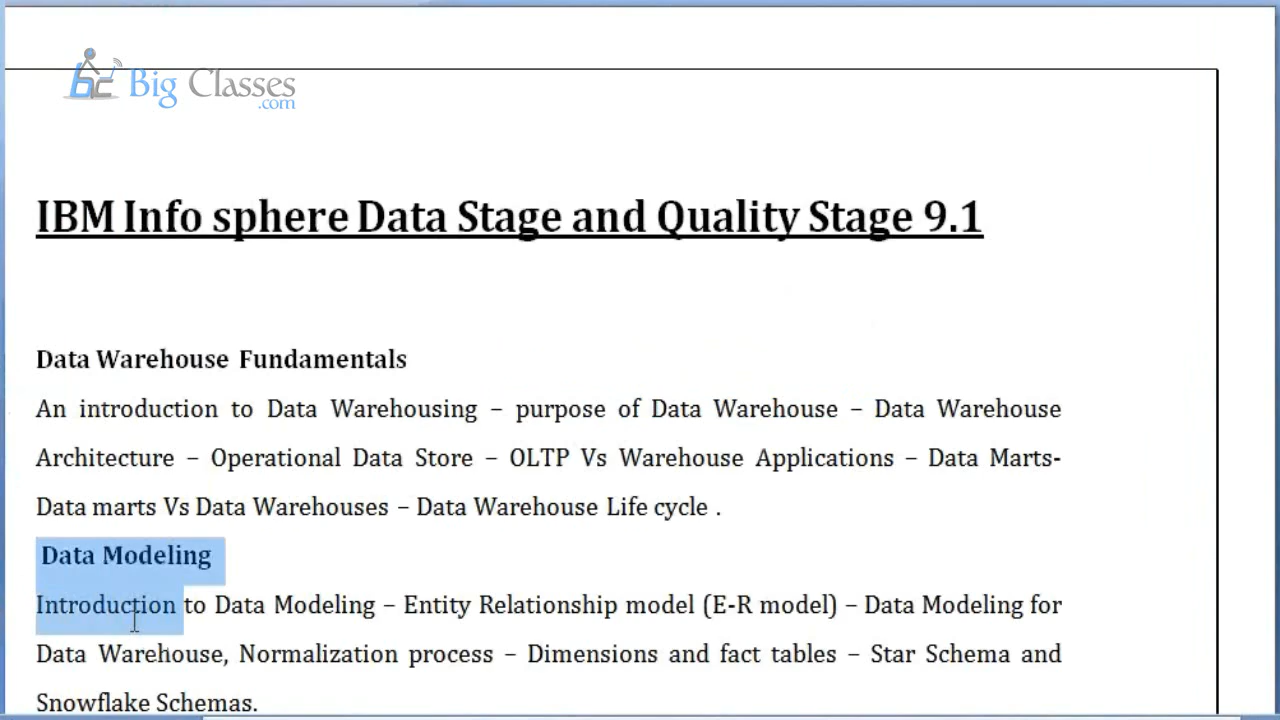 bc Big Classes
.com
IBM Info sphere Data Stage and Quality Stage 9.1
Data Warehouse Fundamentals
An introduction to Data Warehousing – purpose of Data Warehouse – Data Warehouse
Architecture – Operational Data Store – OLTP Vs Warehouse Applications – Data Marts-
Data marts Vs Data Warehouses – Data Warehouse Life cycle .
Data Modeling
Introduction to Data Modeling – Entity Relationship model (E-R model) – Data Modeling for
Data Warehouse, Normalization process – Dimensions and fact tables – Star Schema and
Snowflake Schemas.